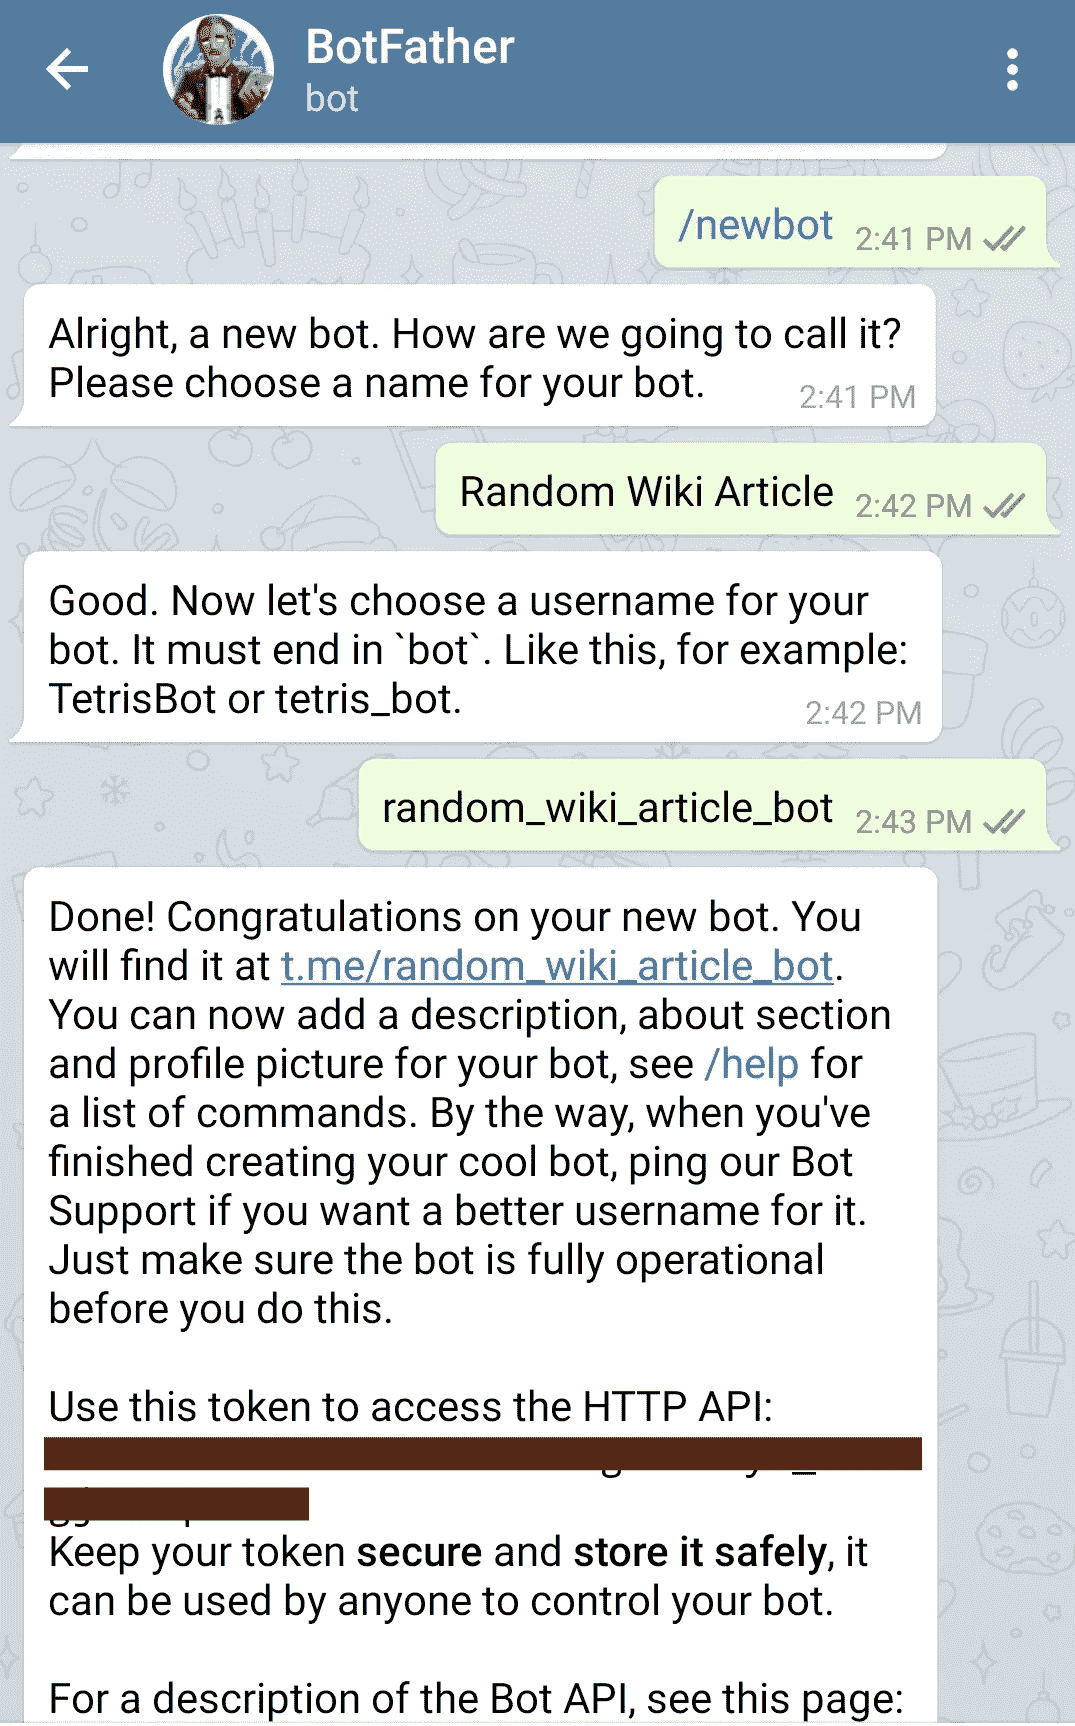 BotFather
bot
/newbot 2:41 PM
Alright, a new bot. How are we going to call it?
Please choose a name for your bot. 2:41 PM
Random Wiki Article 2:42 PM
Good. Now let's choose a username for your
bot. It must end in `bot`. Like this, for example:
TetrisBot or tetris_bot. 2:42 PM
random_wiki_article_bot 2:43 PM
Done! Congratulations on your new bot. You
will find it at t.me/random_wiki_article_bot.
You can now add a description, about section
and profile picture for your bot, see /help for
a list of commands. By the way, when you've
finished creating your cool bot, ping our Bot
Support if you want a better username for it.
Just make sure the bot is fully operational
before you do this.
Use this token to access the HTTP API:
Keep your token secure and store it safely, it
can be used by anyone to control your bot.
For a description of the Bot API, see this page: